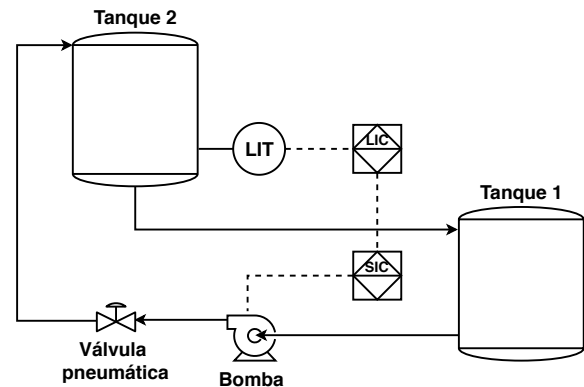 Tanque 2
LIT
LIC
Tanque 1
SIC
Válvula
pneumática
Bomba